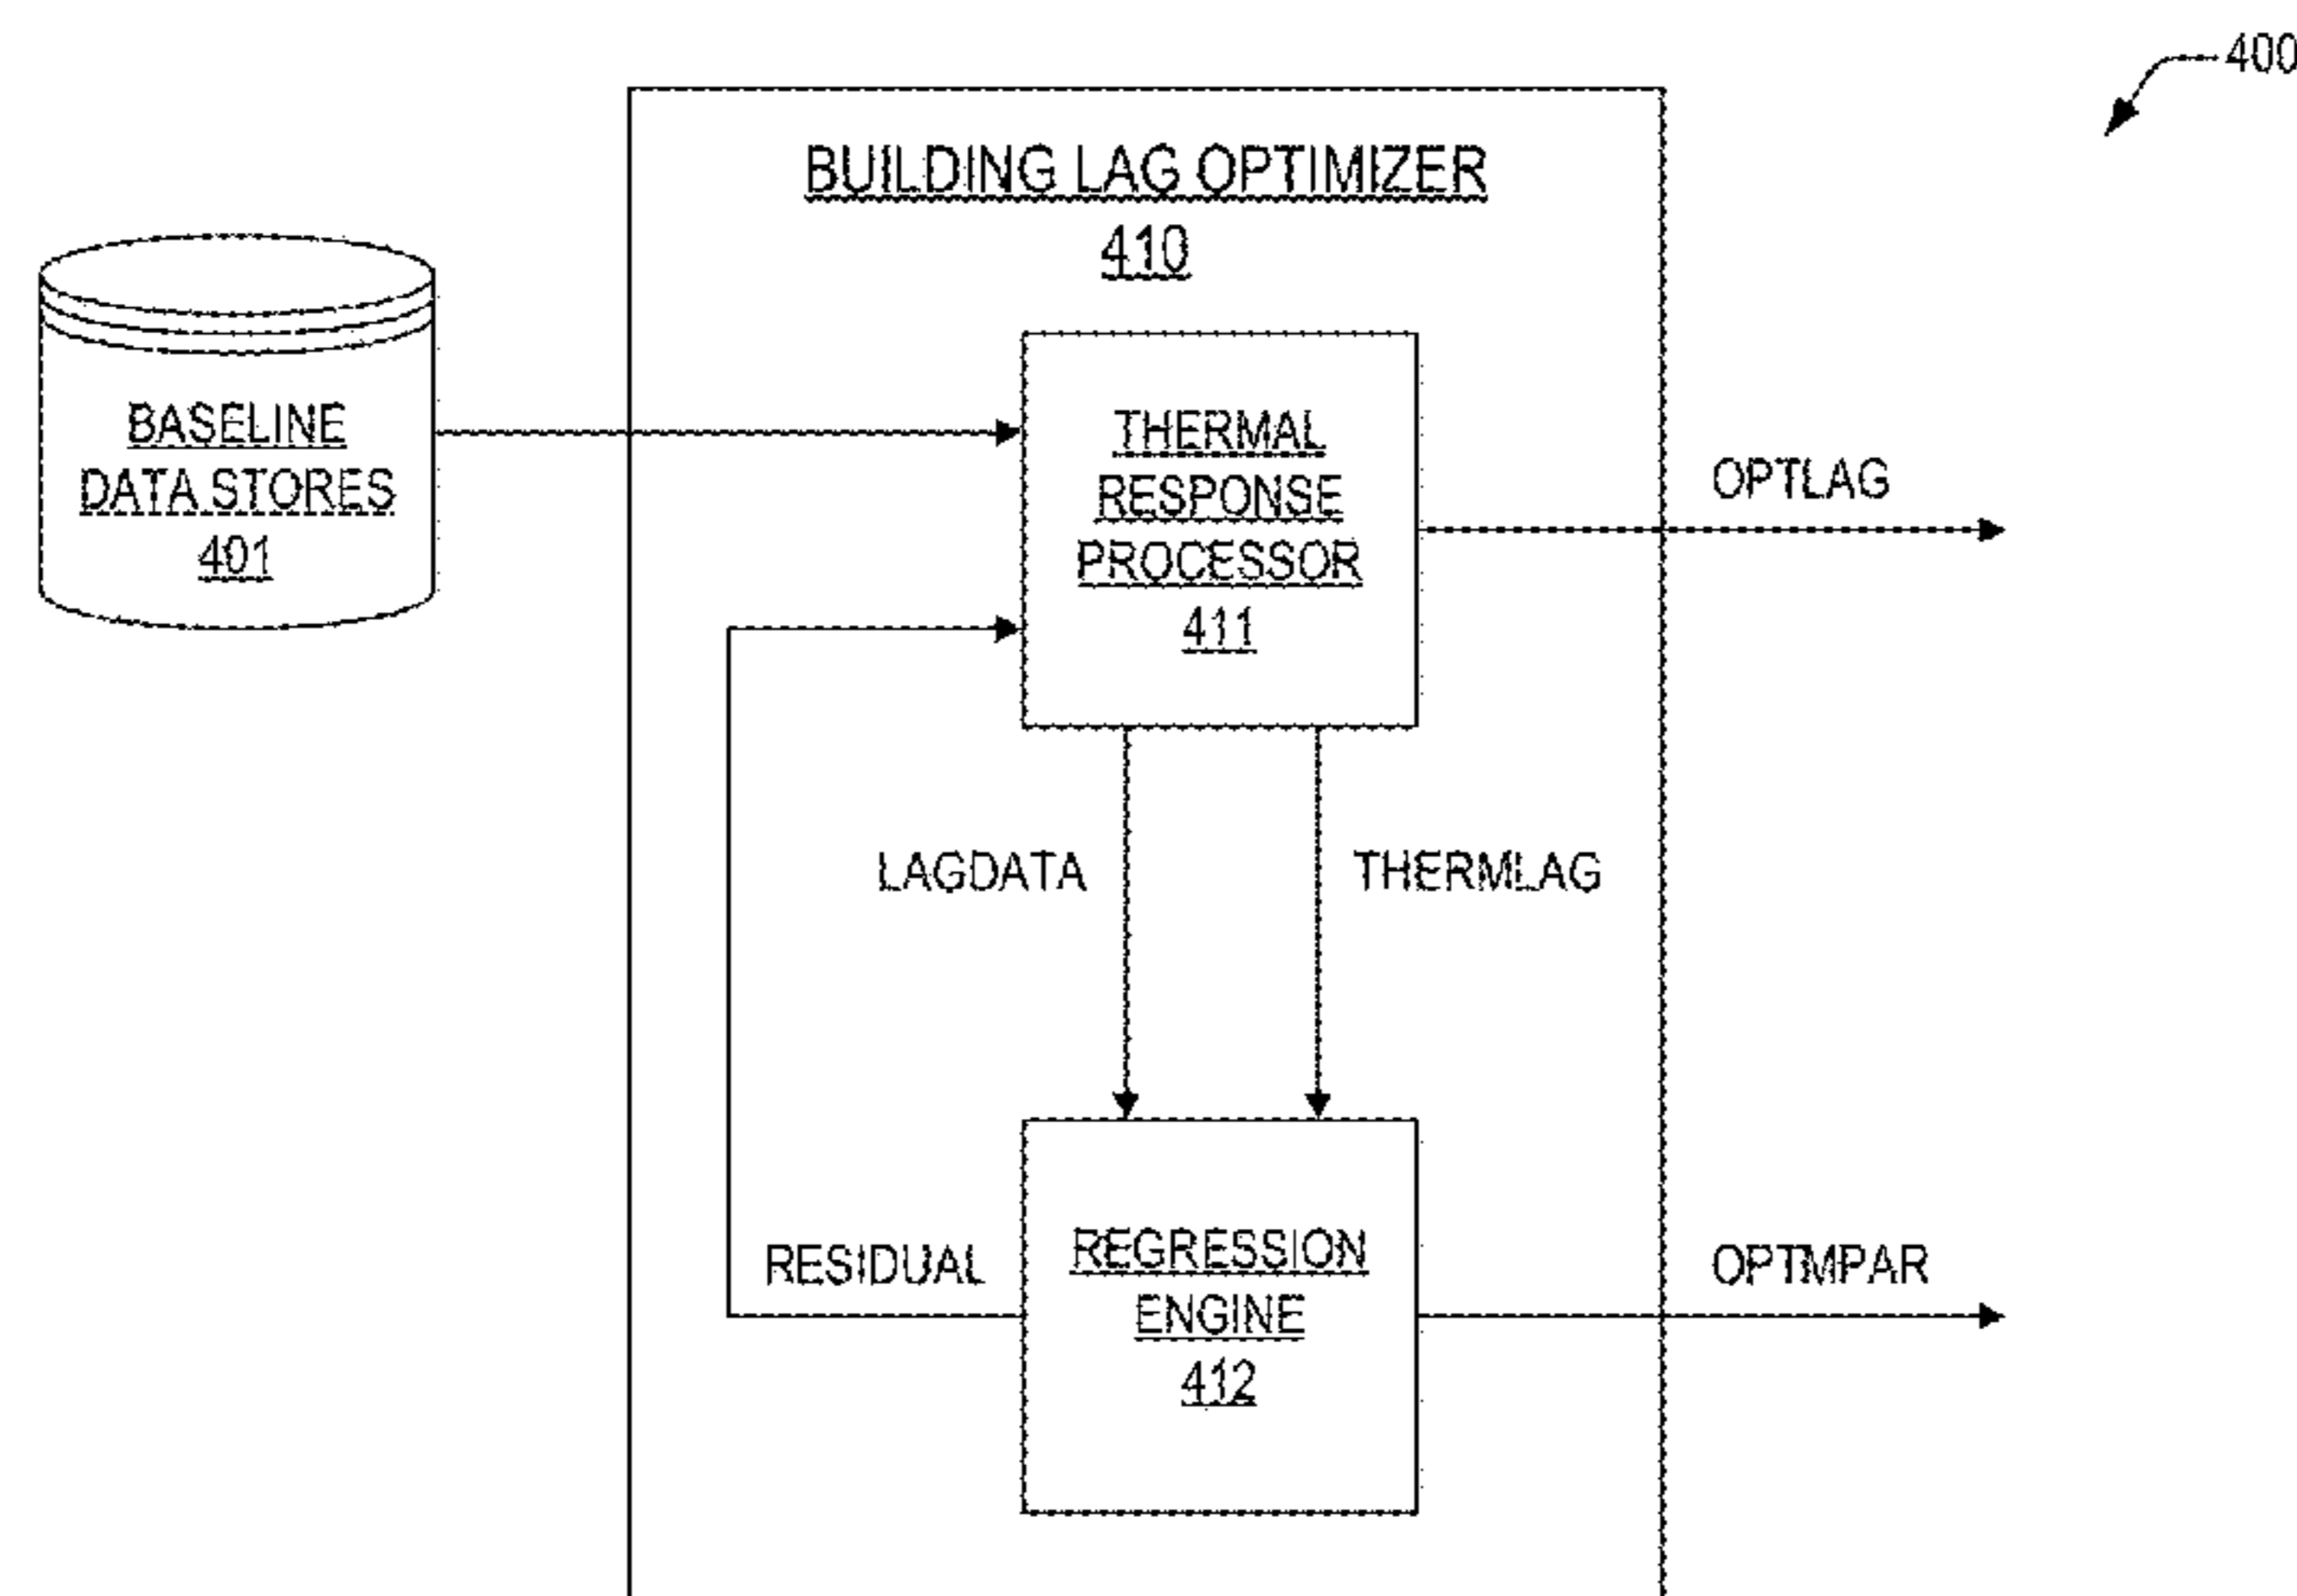 400
BUILDING LAG OPTIMIZER
410
BASELINE
DATA STORES
401
THERMAL
RESPONSE
PROCESSOR
411
OPTLAG
LAGDATA
THERMLAG
RESIDUAL
REGRESSION
ENGINE
412
OPTMPAR